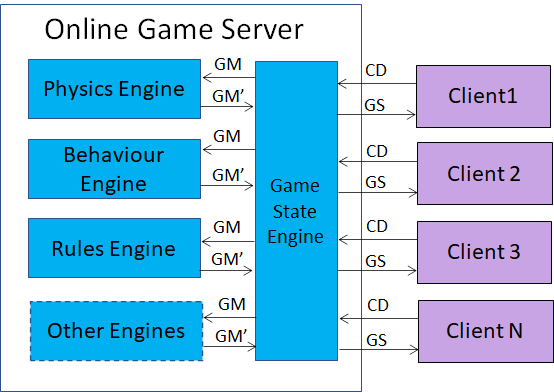 Online Game Server
GM
CD
Physics Engine
Client1
GM’
GS
GM
CD
Behaviour
Engine
Client 2
GM’
GS
Game
State
Engine
GM
CD
Rules Engine
Client 3
GM’
GS
GM
CD
Other Engines
Client N
GM’
GS